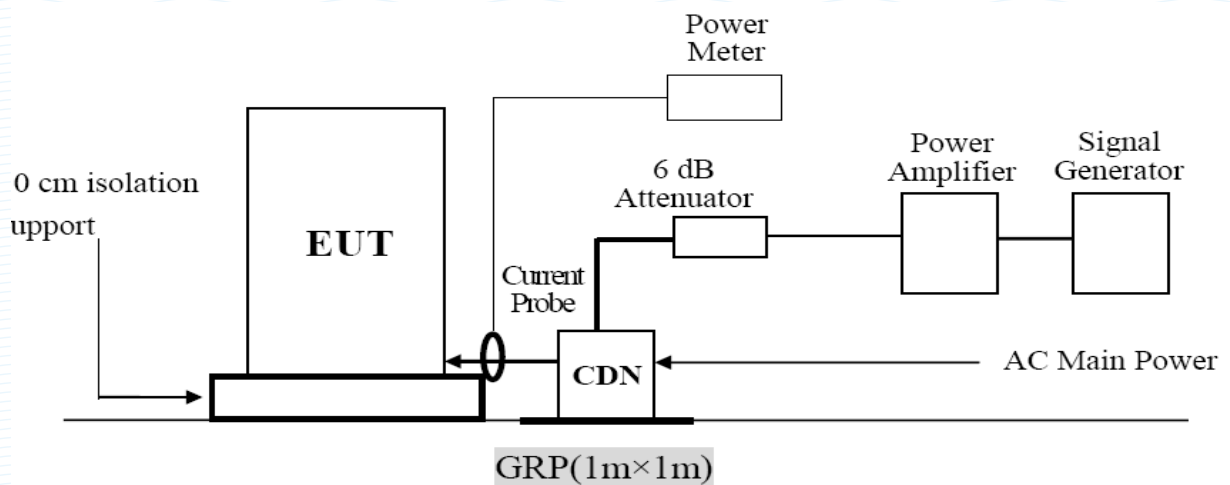 Power
Meter
Power
Amplifier
Signal
Generator
6 dB
Attenuator
0 cm isolation
upport
EUT
Current
Probe
CDN
AC Main Power
GRP(1m×1m)